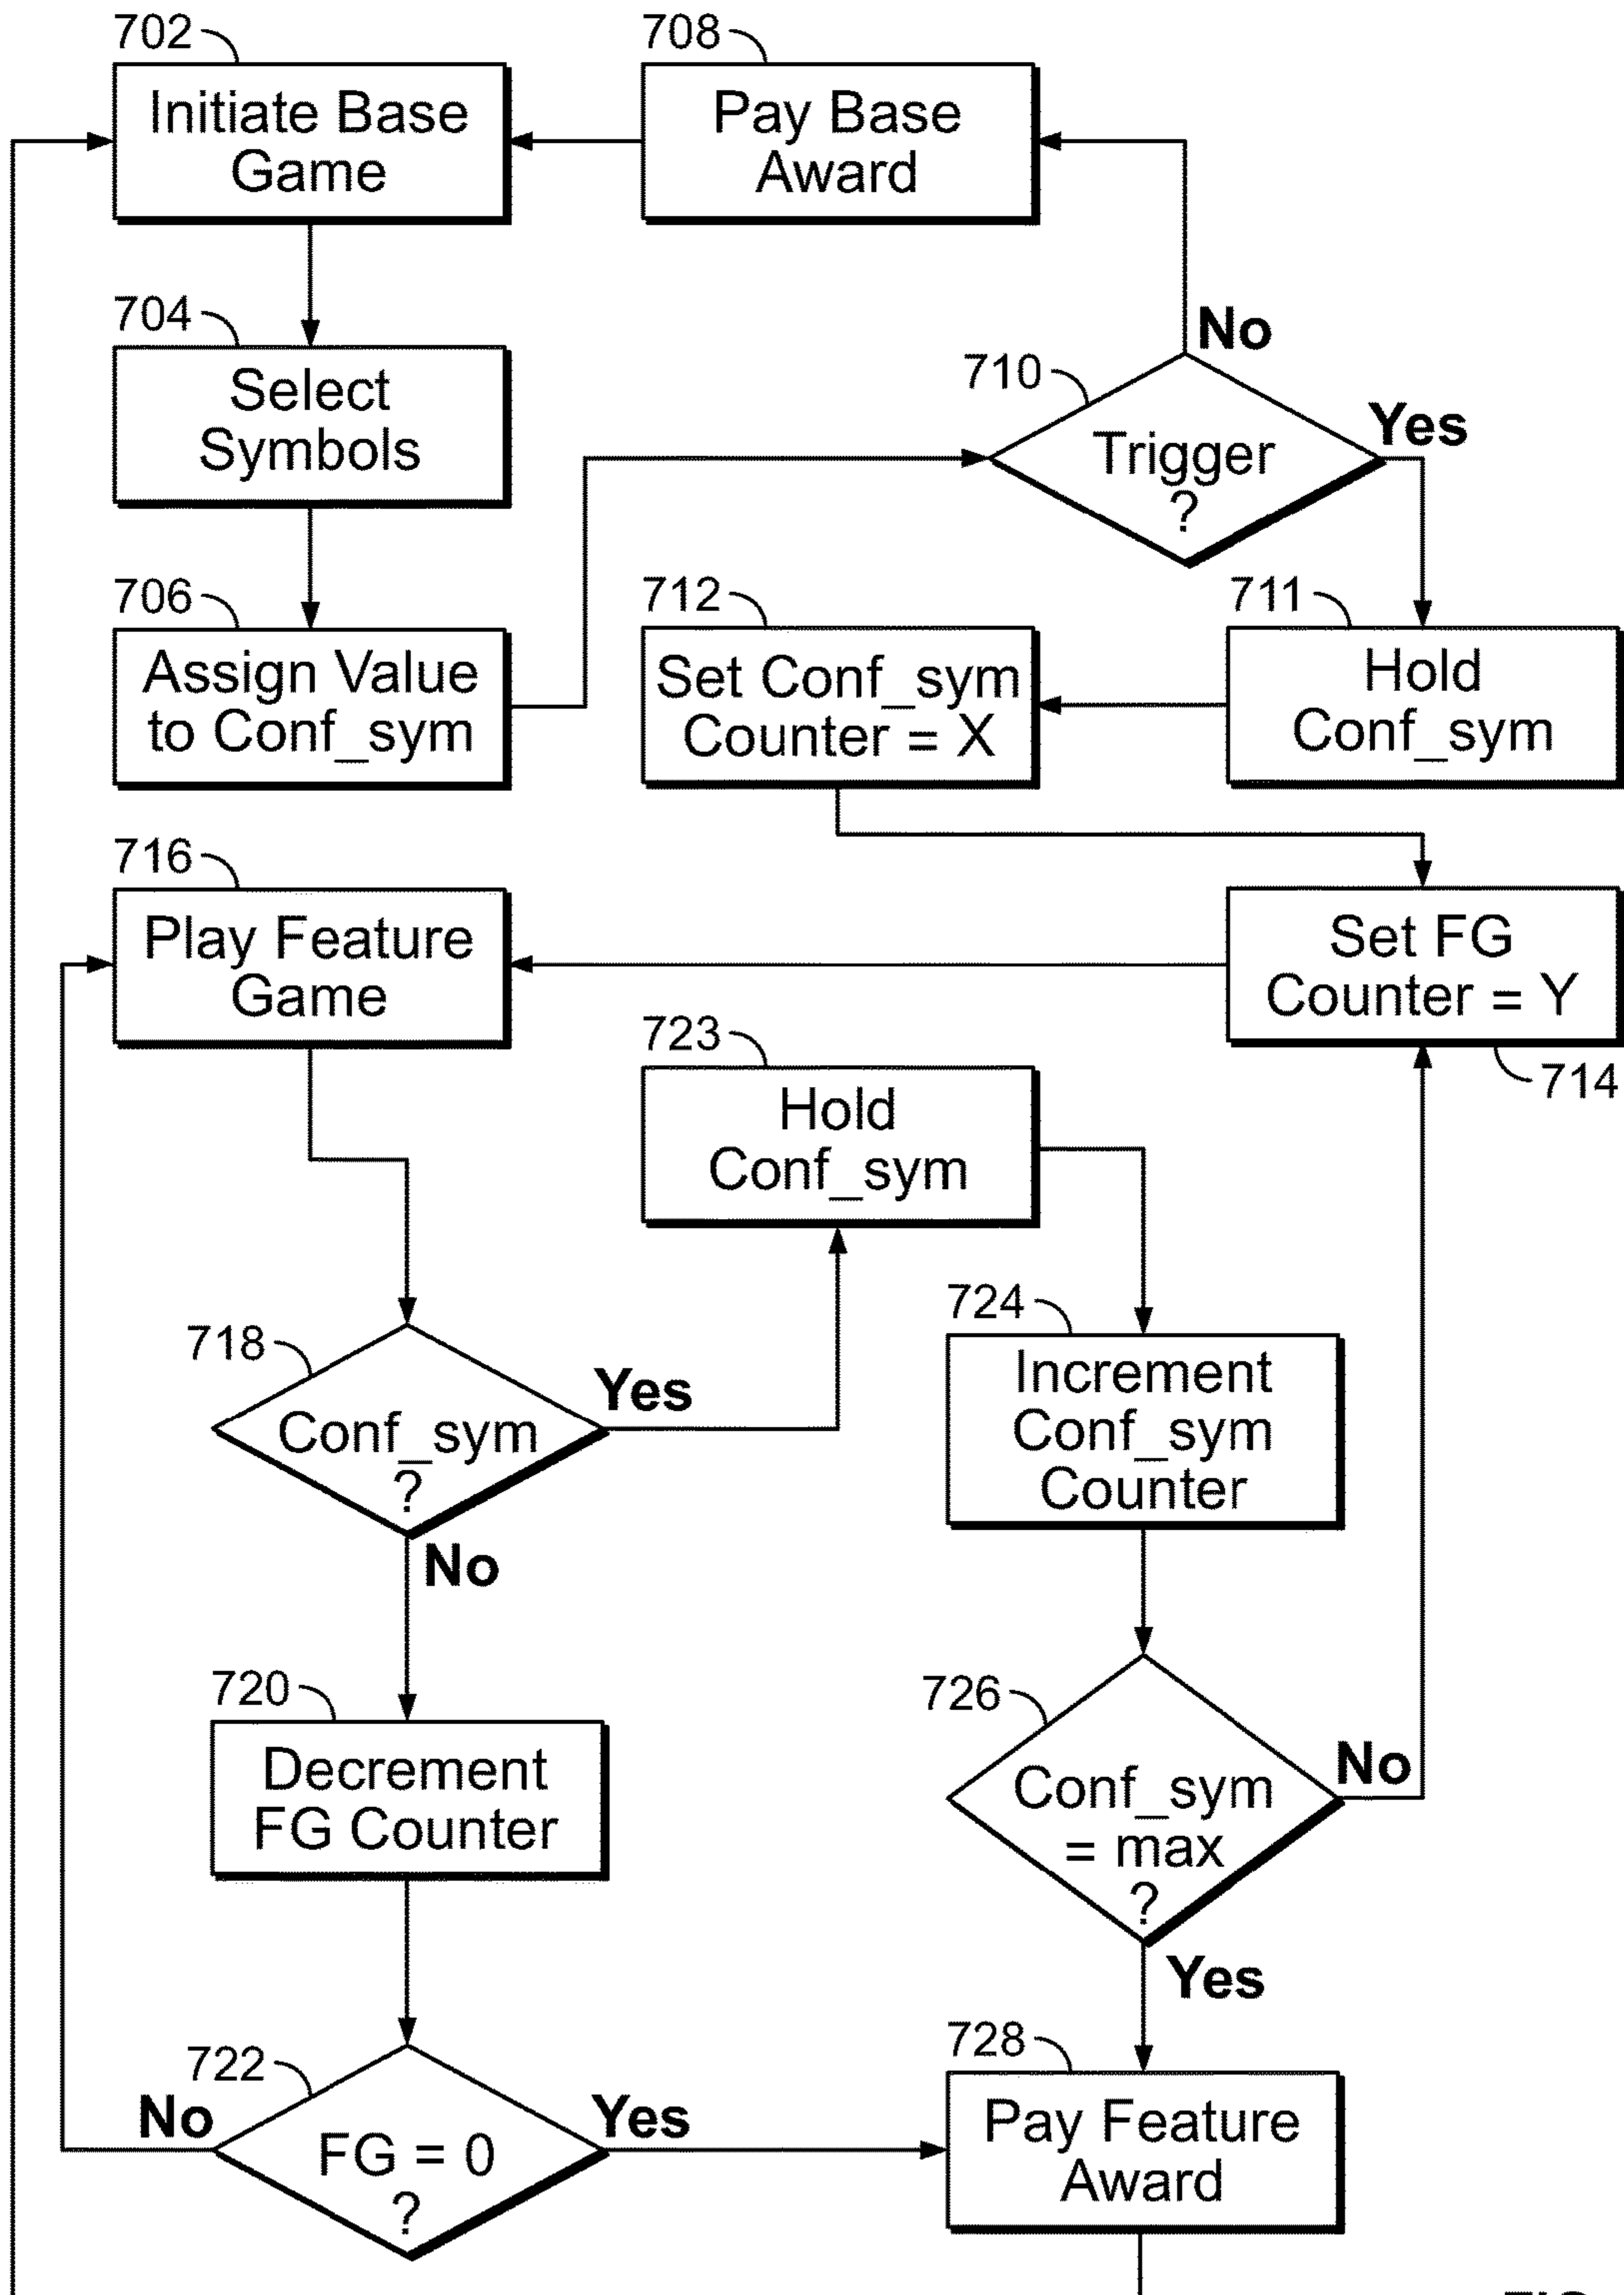 702
Initiate Base
Game
708
Pay Base
Award
704
Select
Symbols
No
710
Trigger
?
Yes
706
Assign Value
to Conf_sym
712
Set Conf_sym
Counter = X
711
Hold
Conf_sym
716
Play Feature
Game
Set FG
Counter = Y
714
723
Hold
Conf_sym
718
Conf_sym
?
Yes
No
724
Increment
Conf_sym
Counter
720
Decrement
FG Counter
726
Conf_sym
= max
?
No
Yes
722
No
FG = 0
?
Yes
728
Pay Feature
Award